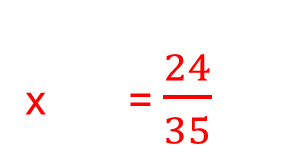 x = 24/35